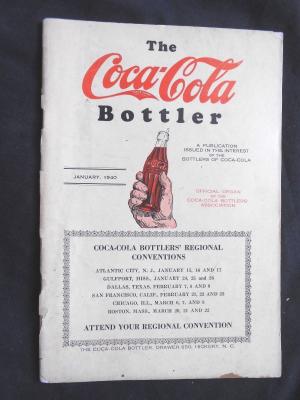 The
Coca-Cola
Bottler
A PUBLICATION
ISSUED IN THE INTEREST
OF THE
BOTTLERS OF COCA-COLA
JANUARY, 1940
OFFICIAL ORGAN
OF THE
COCA-COLA BOTTLERS'
ASSOCIATION
COCA-COLA BOTTLERS' REGIONAL
CONVENTIONS
ATLANTIC CITY, N. J., JANUARY 15, 16 AND 17
GULFPORT, MISS., JANUARY 24, 25 and 26
DALLAS, TEXAS, FEBRUARY 7, 8 AND 9
SAN FRANCISCO, CALIF., FEBRUARY 21, 22 AND 23
CHICAGO, ILL., MARCH 6, 7, AND 8
BOSTON, MASS., MARCH 20, 21 AND 22
ATTEND YOUR REGIONAL CONVENTION
THE COCA-COLA BOTTLER, DRAWER 550, HICKORY, N. C.